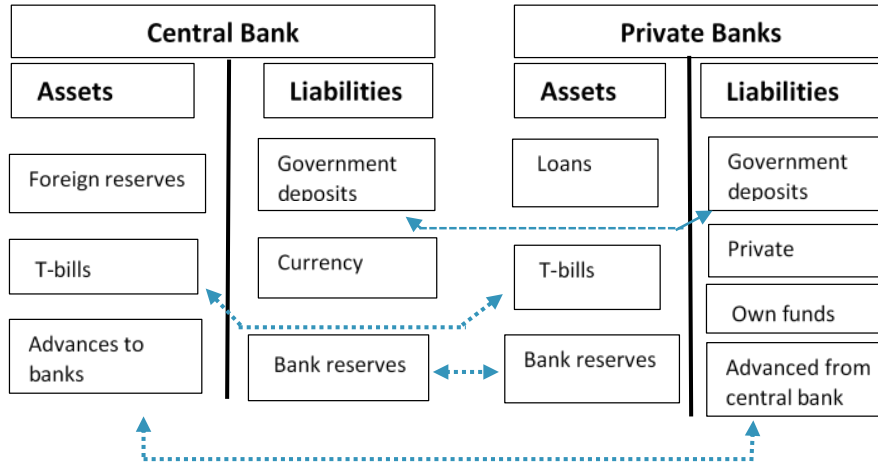 Central Bank
Private Banks
Assets
Liabilities
Assets
Liabilities
Foreign reserves
Government
deposits
Loans
Government
deposits
T-bills
Currency
T-bills
Private
Own funds
Advances to
banks
Bank reserves
Bank reserves
Advanced from
central bank